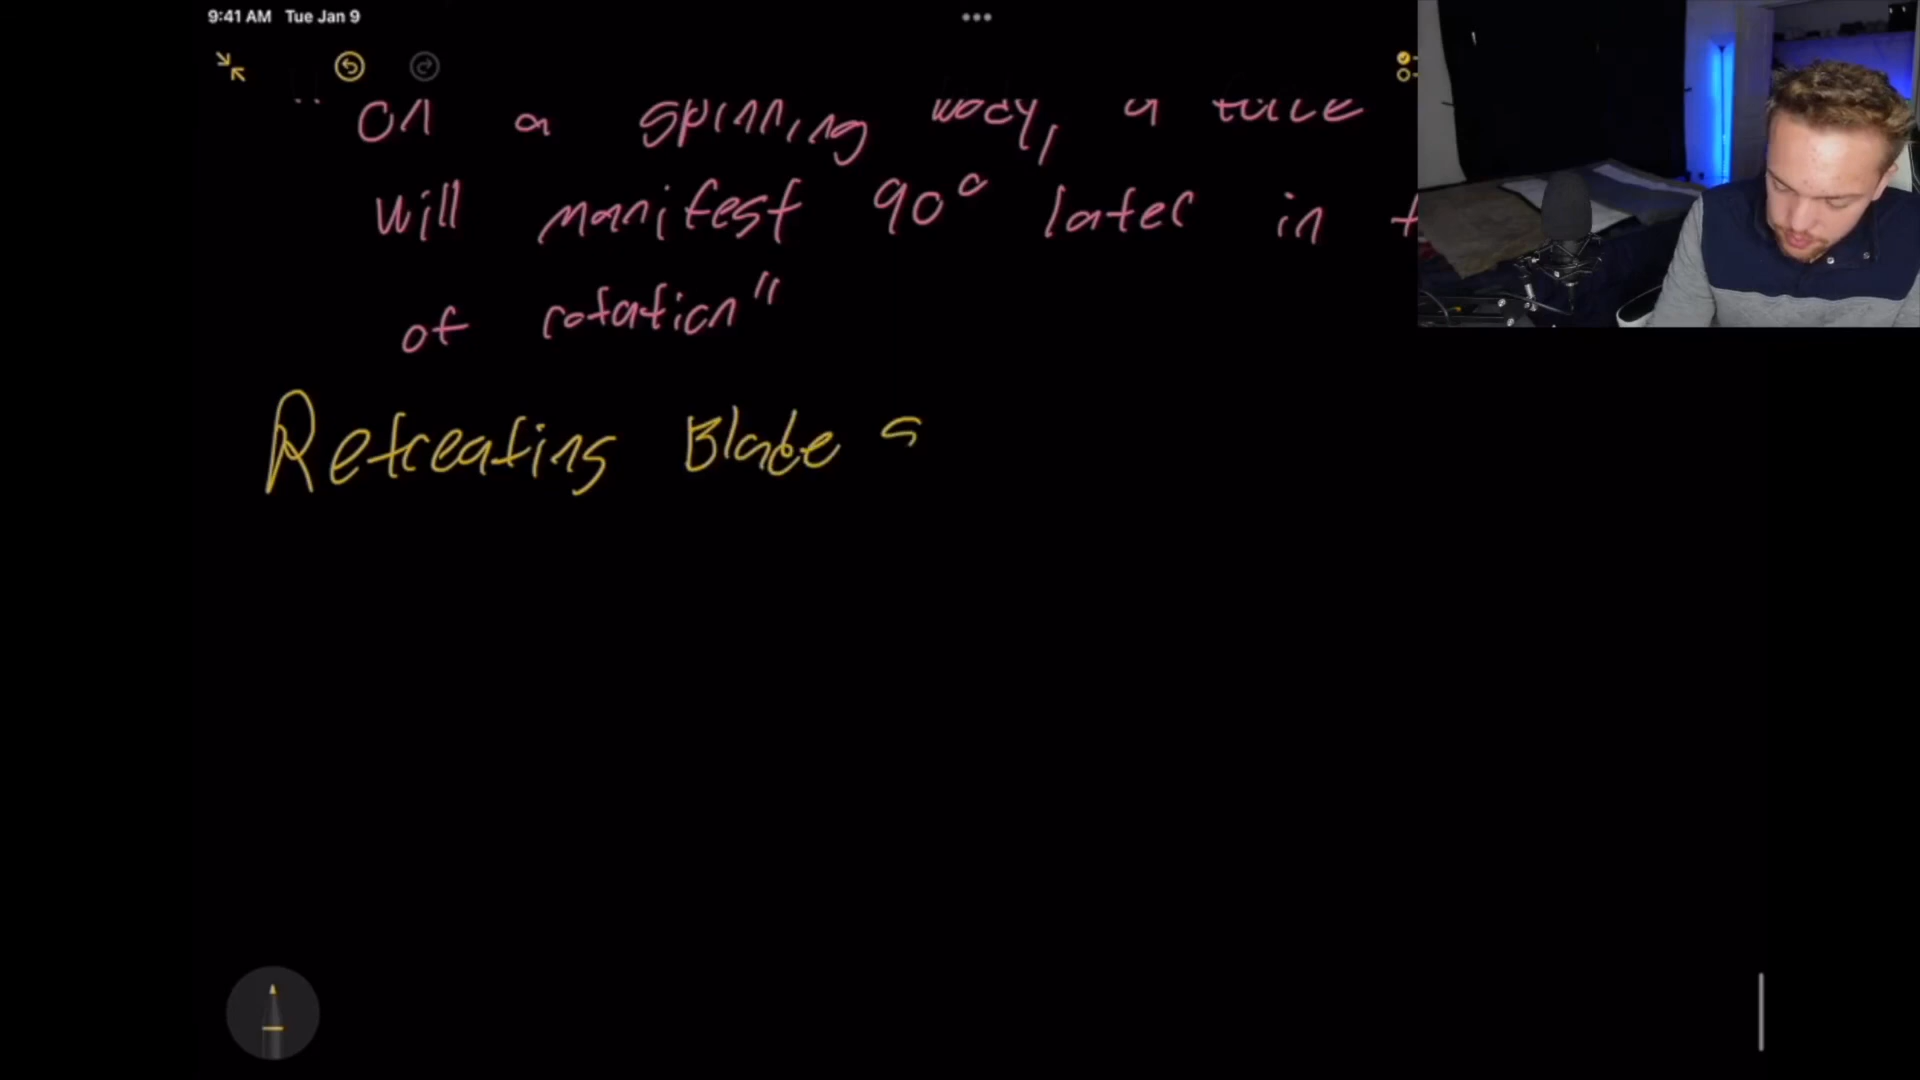 9:41 AM Tue Jan 9
"On a spinning body, a force
will manifest 90° later in
of rotation"
Retreating Blade S